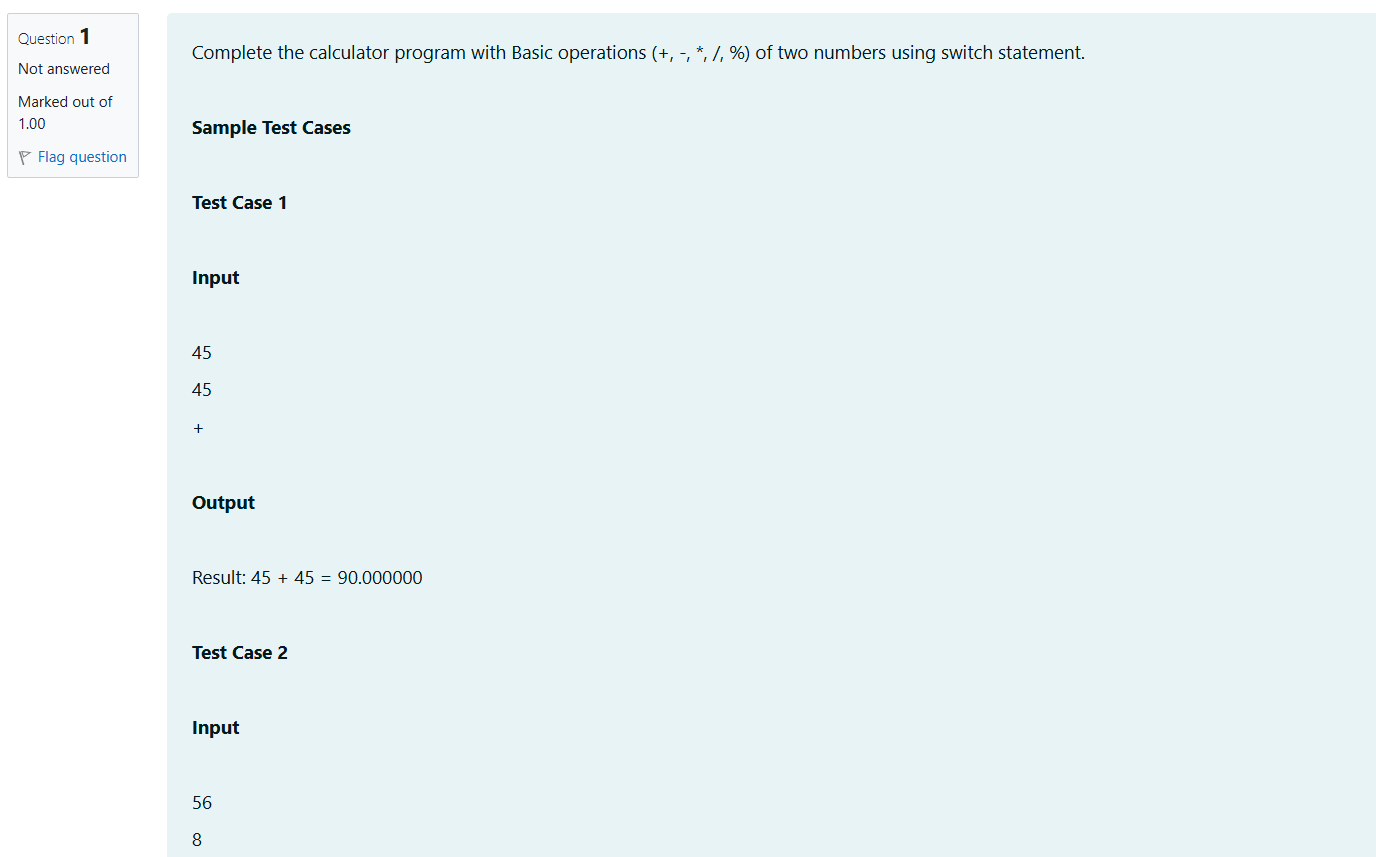 Question 1
Not answered
Marked out of
1.00
Flag question
Complete the calculator program with Basic operations (+, -, *, /, %) of two numbers using switch statement.
Sample Test Cases
Test Case 1
Input
45
45
+
Output
Result: 45 + 45 = 90.000000
Test Case 2
Input
56
8